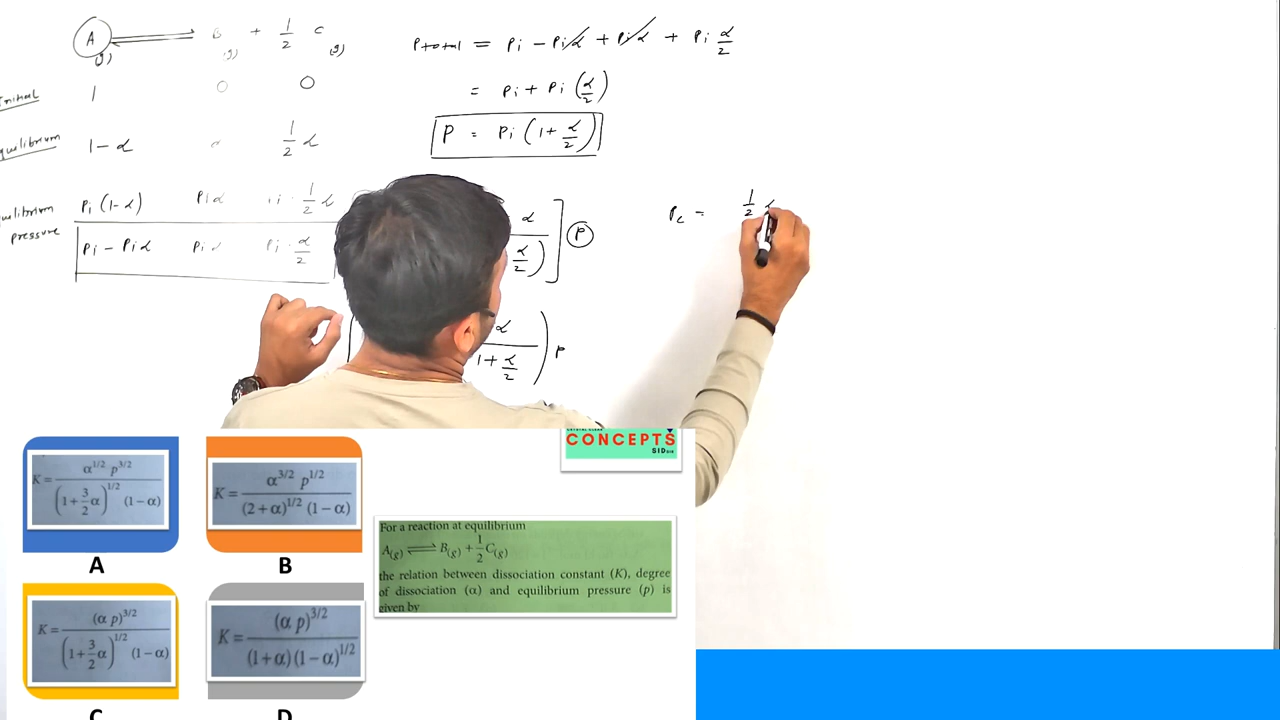 A(g) ⇌ B(g) + 1/2 C(g)
Initial 1 0 0
Equilibrium 1-α α 1/2 α
Equilibrium pressure Pi(1-α) Piα Pi · 1/2 α
Pi - Piα Piα Pi · α/2
Ptotal = Pi - Piα + Piα + Pi α/2
= Pi + Pi (α/2)
P = Pi (1 + α/2)
α / α/2)] P
α / 1 + α/2) P
Pc = 1/2 α
CONCEPTS
SID SIR
K = α^1/2 p^3/2 / (1 + 3/2 α)^1/2 (1-α)
A
K = α^3/2 p^1/2 / (2+α)^1/2 (1-α)
B
K = (α p)^3/2 / (1 + 3/2 α)^1/2 (1-α)
C
K = (α p)^3/2 / (1+α)(1-α)^1/2
D
For a reaction at equilibrium
A(g) ⇌ B(g) + 1/2 C(g)
the relation between dissociation constant (K), degree
of dissociation (α) and equilibrium pressure (p) is
given by